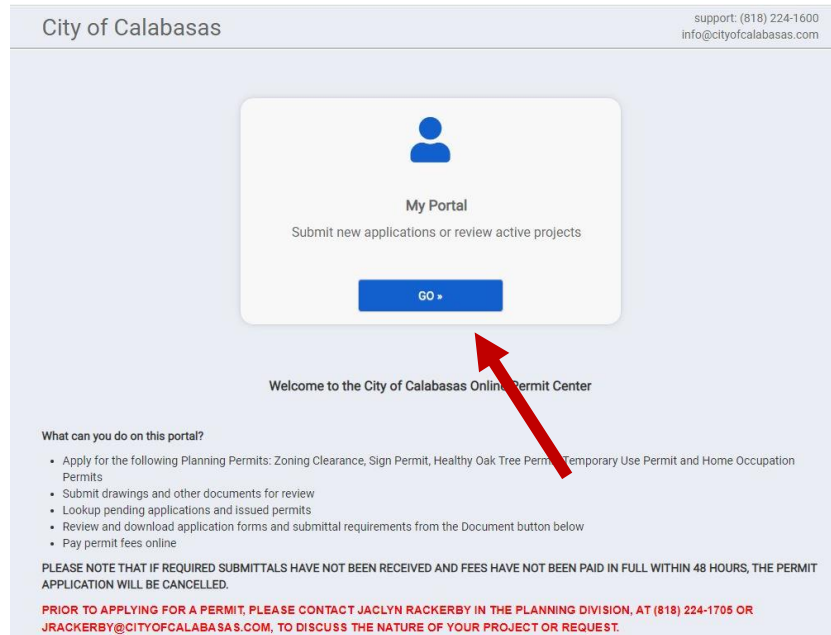 City of Calabasas
support: (818) 224-1600
info@cityofcalabasas.com
My Portal
Submit new applications or review active projects
GO »
Welcome to the City of Calabasas Online Permit Center
What can you do on this portal?
• Apply for the following Planning Permits: Zoning Clearance, Sign Permit, Healthy Oak Tree Permit, Temporary Use Permit and Home Occupation
Permits
• Submit drawings and other documents for review
• Lookup pending applications and issued permits
• Review and download application forms and submittal requirements from the Document button below
• Pay permit fees online
PLEASE NOTE THAT IF REQUIRED SUBMITTALS HAVE NOT BEEN RECEIVED AND FEES HAVE NOT BEEN PAID IN FULL WITHIN 48 HOURS, THE PERMIT
APPLICATION WILL BE CANCELLED.
PRIOR TO APPLYING FOR A PERMIT, PLEASE CONTACT JACLYN RACKERBY IN THE PLANNING DIVISION, AT (818) 224-1705 OR
JRACKERBY@CITYOFCALABASAS.COM, TO DISCUSS THE NATURE OF YOUR PROJECT OR REQUEST.